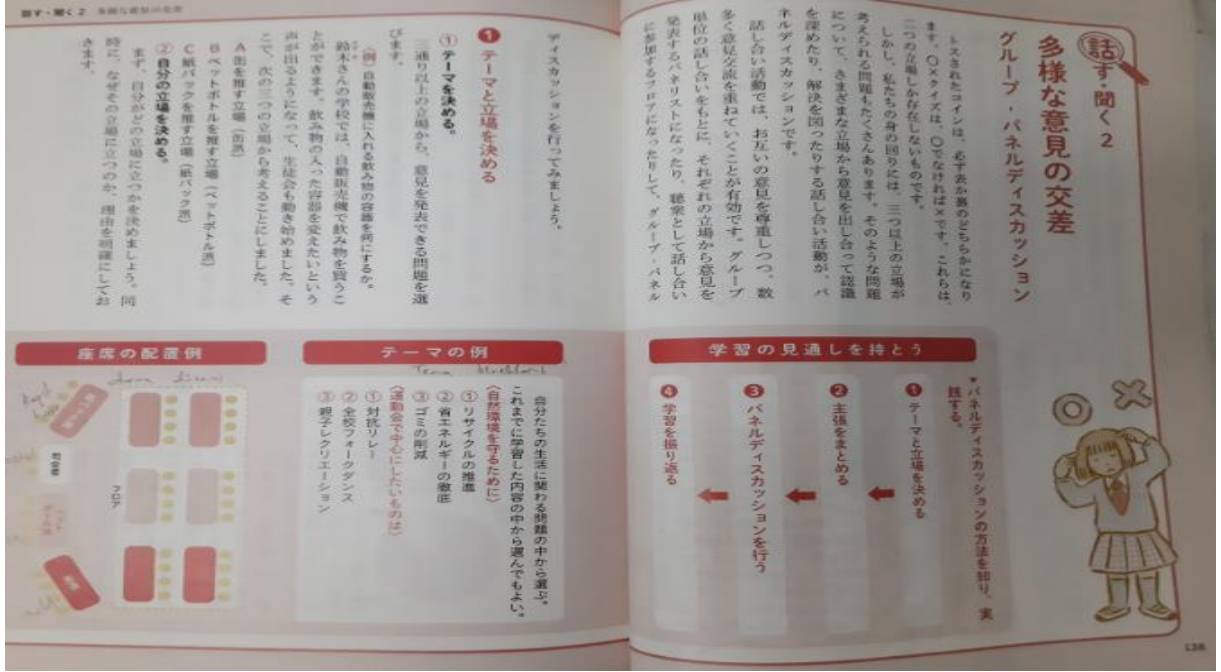 話す・聞く2
多様な意見の交差
グループ・パネルディスカッション
トスされたコインは、必ず表か裏のどちらかになり
ます。〇×クイズは、〇でなければ×です。これらは、
二つの立場しか存在しないものです。
しかし、私たちの身の回りには、三つ以上の立場が
考えられる問題もたくさんあります。そのような問題
について、さまざまな立場から意見を出し合って認識
を深めたり、解決を図ったりする話し合い活動が、パ
ネルディスカッションです。
話し合い活動では、お互いの意見を尊重しつつ、数
多く意見交流を重ねていくことが有効です。グループ
単位の話し合いをもとに、それぞれの立場から意見を
発表するパネリストになったり、聴衆として話し合い
に参加するフロアになったりして、グループ・パネル
学習の見通しを持とう
▼パネルディスカッションの方法を知り、実
践する。
❶テーマと立場を決める
❷主張をまとめる
❸パネルディスカッションを行う
❹学習を振り返る
138
話す・聞く2 多様な意見の交差
ディスカッションを行ってみましょう。
❶テーマと立場を決める
①テーマを決める。
三通り以上の立場から、意見を発表できる問題を選
びます。
(例)自動販売機に入れる飲み物の容器を何にするか。
鈴木さんの学校では、自動販売機で飲み物を買うこ
とができます。飲み物の入った容器を変えたいという
声が出るようになって、生徒会も動き始めました。そ
こで、次の三つの立場から考えることにしました。
A缶を推す立場(缶派)
Bペットボトルを推す立場(ペットボトル派)
C紙パックを推す立場(紙パック派)
②自分の立場を決める。
まず、自分がどの立場に立つかを決めましょう。同
時に、なぜその立場に立つのか、理由を明確にしてお
きます。
テーマの例
Tema
自分たちの生活に関わる問題の中から選ぶ。
これまでに学習した内容の中から選んでもよい。
〈自然環境を守るために〉
①リサイクルの推進
②省エネルギーの徹底
③ゴミの削減
〈運動会で中心にしたいものは〉
①対抗リレー
②全校フォークダンス
③親子レクリエーション
座席の配置例
フロア
司会者